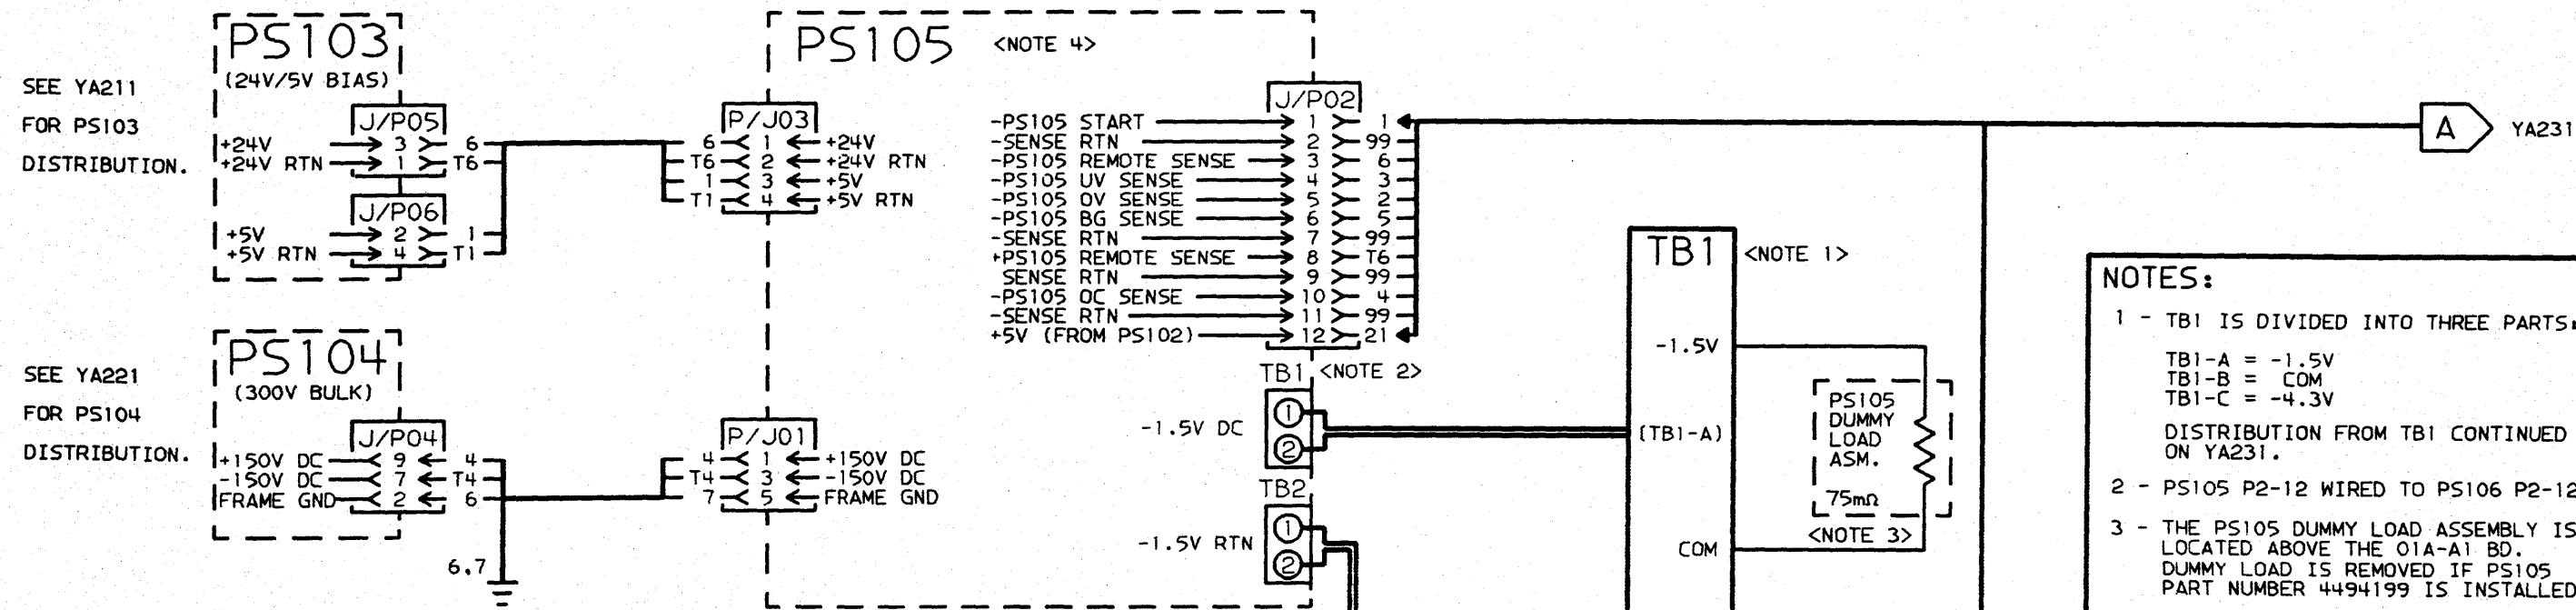 SEE YA211
FOR PS103
DISTRIBUTION.
PS103
(24V/5V BIAS)
J/P05
+24V 3 6
+24V RTN 1 T6
J/P06
+5V 2 1
+5V RTN 4 T1
SEE YA221
FOR PS104
DISTRIBUTION.
PS104
(300V BULK)
J/P04
+150V DC 9 4
-150V DC 7 T4
FRAME GND 2 6
6.7
PS105 <NOTE 4>
P/J03
6 1 +24V
T6 2 +24V RTN
1 3 +5V
T1 4 +5V RTN
P/J01
4 1 +150V DC
T4 3 -150V DC
7 5 FRAME GND
J/P02
-PS105 START 1 1
-SENSE RTN 2 99
-PS105 REMOTE SENSE 3 6
-PS105 UV SENSE 4 3
-PS105 OV SENSE 5 2
-PS105 BG SENSE 6 5
-SENSE RTN 7 99
+PS105 REMOTE SENSE 8 T6
SENSE RTN 9 99
-PS105 OC SENSE 10 4
-SENSE RTN 11 99
+5V (FROM PS102) 12 21
TB1 <NOTE 2>
-1.5V DC
1
2
TB2
-1.5V RTN
1
2
A YA231
TB1 <NOTE 1>
-1.5V
(TB1-A)
COM
PS105
DUMMY
LOAD
ASM.
75mΩ
<NOTE 3>
NOTES:
1 - TB1 IS DIVIDED INTO THREE PARTS:
TB1-A = -1.5V
TB1-B = COM
TB1-C = -4.3V
DISTRIBUTION FROM TB1 CONTINUED
ON YA231.
2 - PS105 P2-12 WIRED TO PS106 P2-12
3 - THE PS105 DUMMY LOAD ASSEMBLY IS
LOCATED ABOVE THE 01A-A1 BD.
DUMMY LOAD IS REMOVED IF PS105
PART NUMBER 4494199 IS INSTALLED